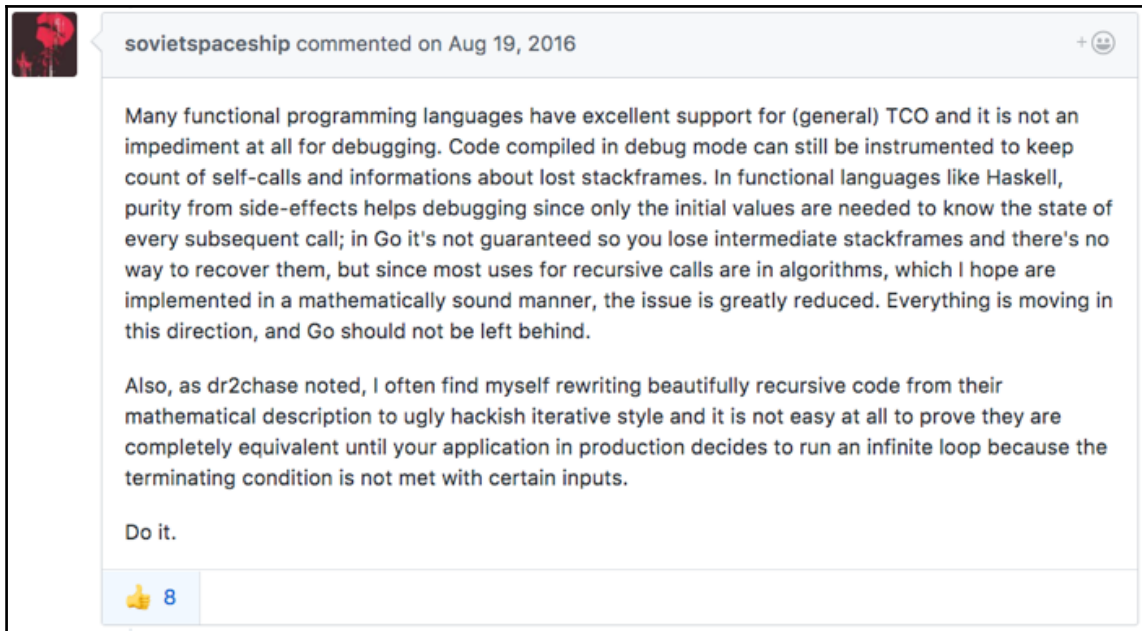 sovietspaceship commented on Aug 19, 2016
+
Many functional programming languages have excellent support for (general) TCO and it is not an
impediment at all for debugging. Code compiled in debug mode can still be instrumented to keep
count of self-calls and informations about lost stackframes. In functional languages like Haskell,
purity from side-effects helps debugging since only the initial values are needed to know the state of
every subsequent call; in Go it's not guaranteed so you lose intermediate stackframes and there's no
way to recover them, but since most uses for recursive calls are in algorithms, which I hope are
implemented in a mathematically sound manner, the issue is greatly reduced. Everything is moving in
this direction, and Go should not be left behind.
Also, as dr2chase noted, I often find myself rewriting beautifully recursive code from their
mathematical description to ugly hackish iterative style and it is not easy at all to prove they are
completely equivalent until your application in production decides to run an infinite loop because the
terminating condition is not met with certain inputs.
Do it.
8